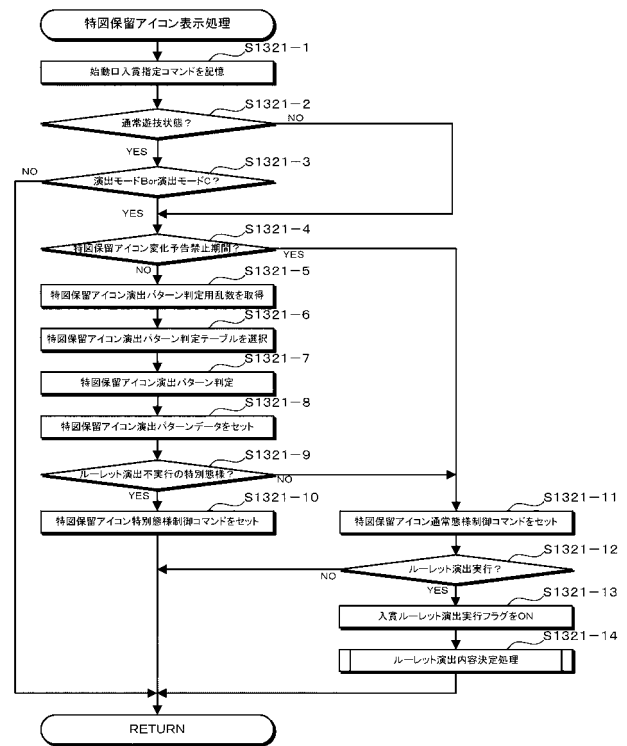 特図保留アイコン表示処理
S1321-1
始動口入賞指定コマンドを記憶
S1321-2
通常遊技状態?
NO
YES
S1321-3
NO
演出モードBor演出モードC?
YES
S1321-4
特図保留アイコン変化予告禁止期間?
YES
NO
S1321-5
特図保留アイコン演出パターン判定用乱数を取得
S1321-6
特図保留アイコン演出パターン判定テーブルを選択
S1321-7
特図保留アイコン演出パターン判定
S1321-8
特図保留アイコン演出パターンデータをセット
S1321-9
ルーレット演出不実行の特別態様?
NO
YES
S1321-10
特図保留アイコン特別態様制御コマンドをセット
S1321-11
特図保留アイコン通常態様制御コマンドをセット
S1321-12
ルーレット演出実行?
NO
YES
S1321-13
入賞ルーレット演出実行フラグをON
S1321-14
ルーレット演出内容決定処理
RETURN